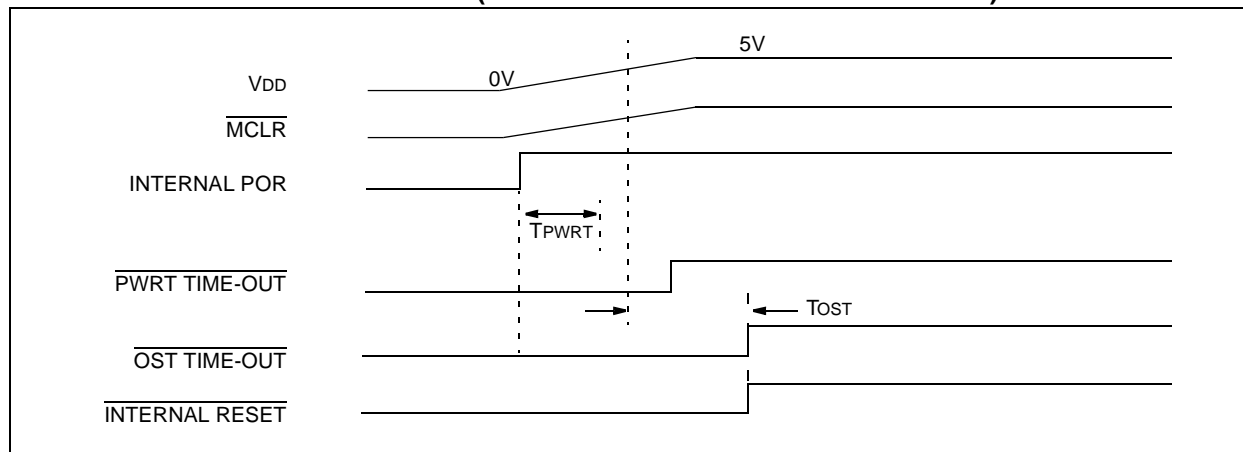 5V
0V
VDD
MCLR
INTERNAL POR
TPWRT
PWRT TIME-OUT
TOST
OST TIME-OUT
INTERNAL RESET